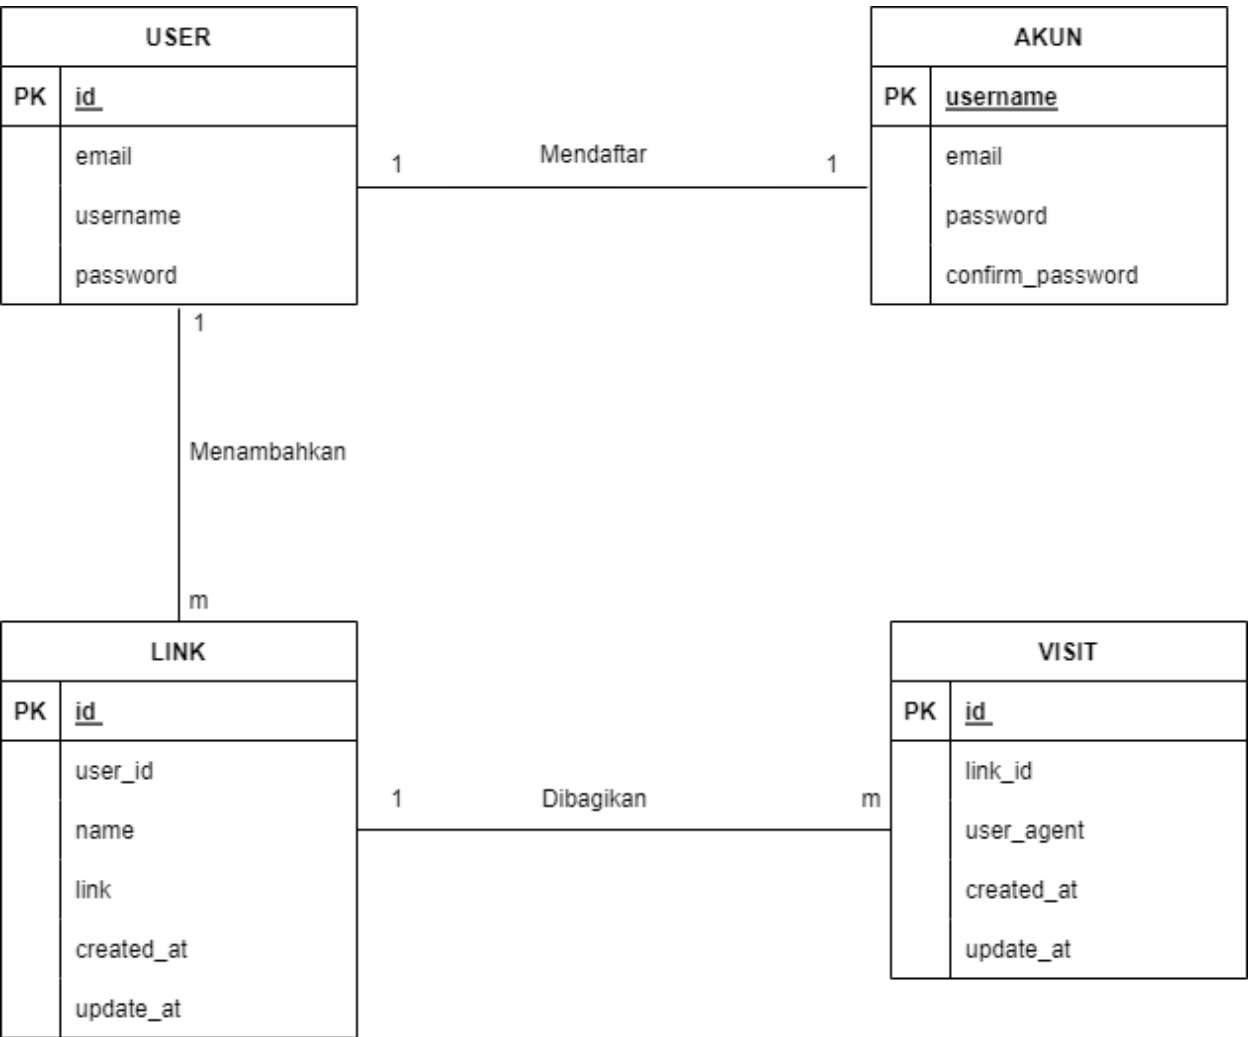 USER
PK id
email
username
password
AKUN
PK username
email
password
confirm_password
1 Mendaftar 1
1
Menambahkan
m
LINK
PK id
user_id
name
link
created_at
update_at
1 Dibagikan m
VISIT
PK id
link_id
user_agent
created_at
update_at